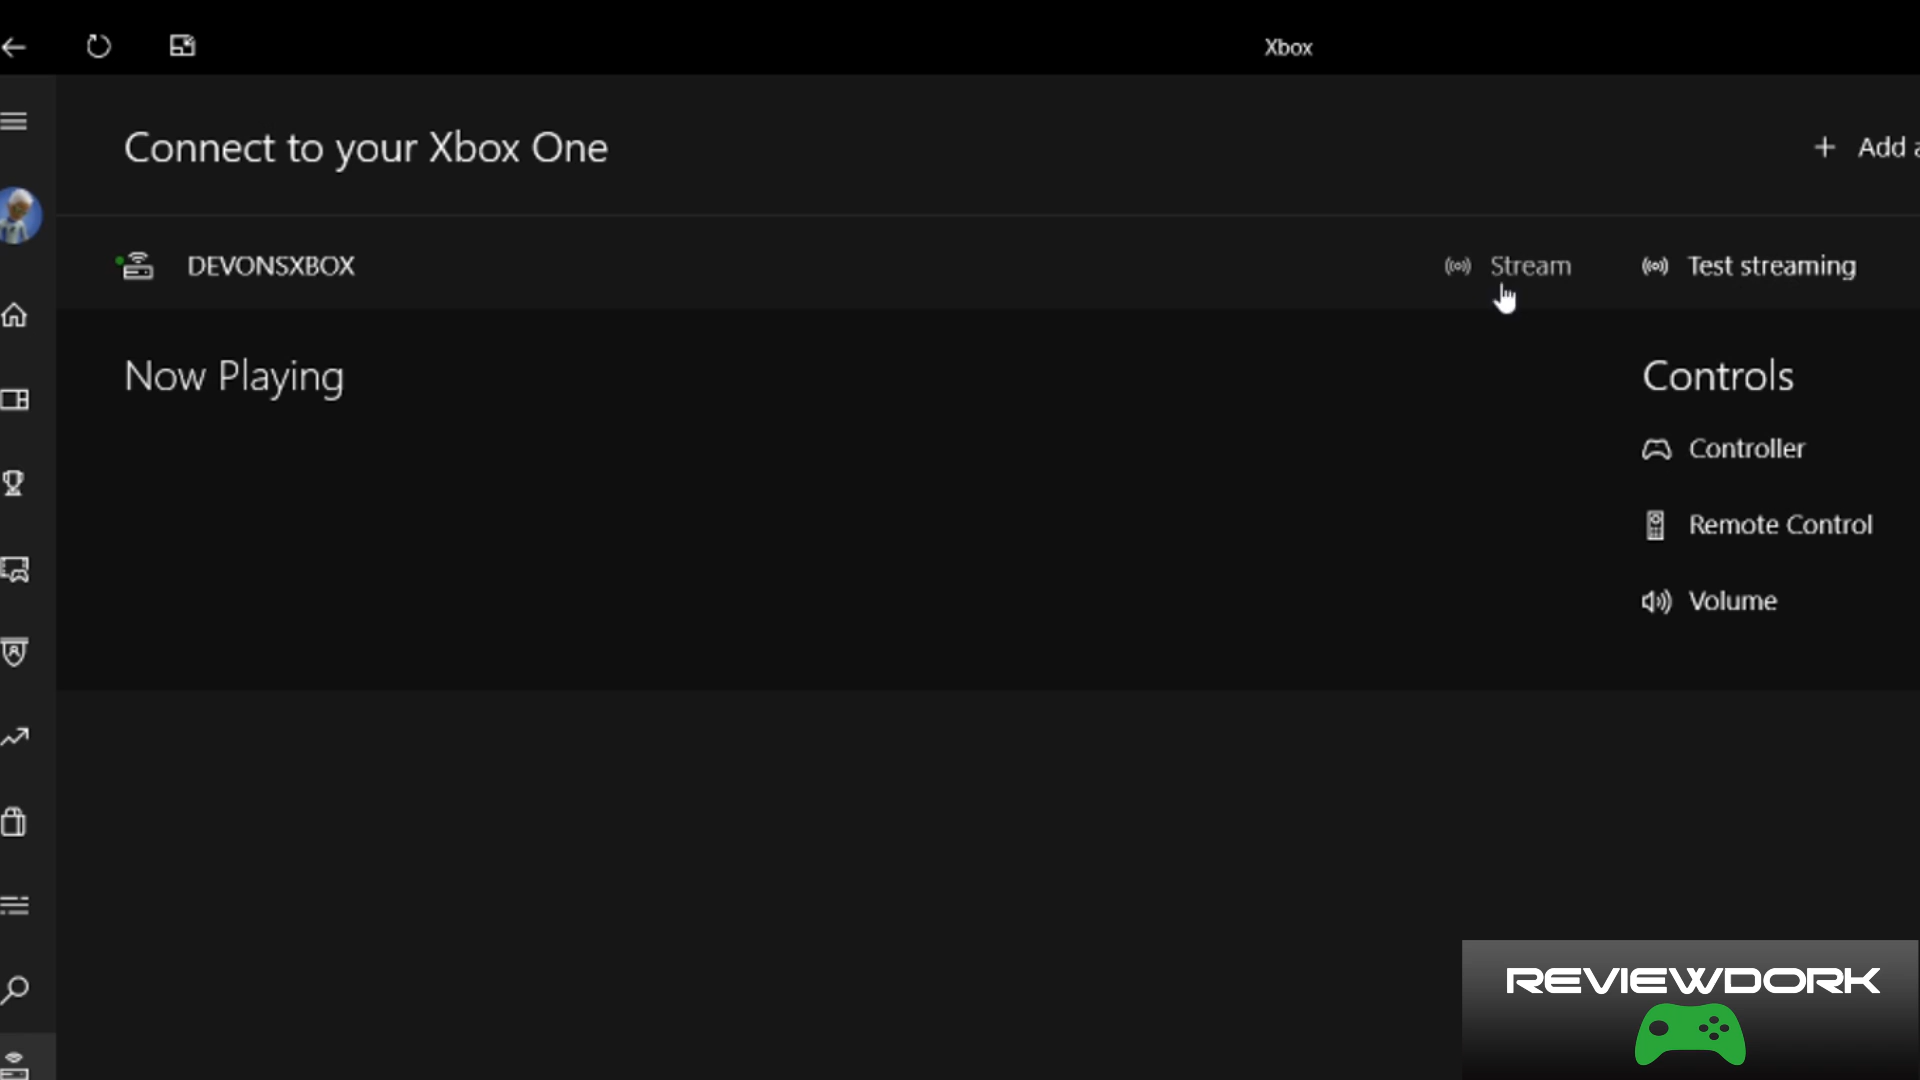 Xbox
Connect to your Xbox One
+ Add a
DEVONSXBOX
Stream
Test streaming
Now Playing
Controls
Controller
Remote Control
Volume
REVIEWDORK